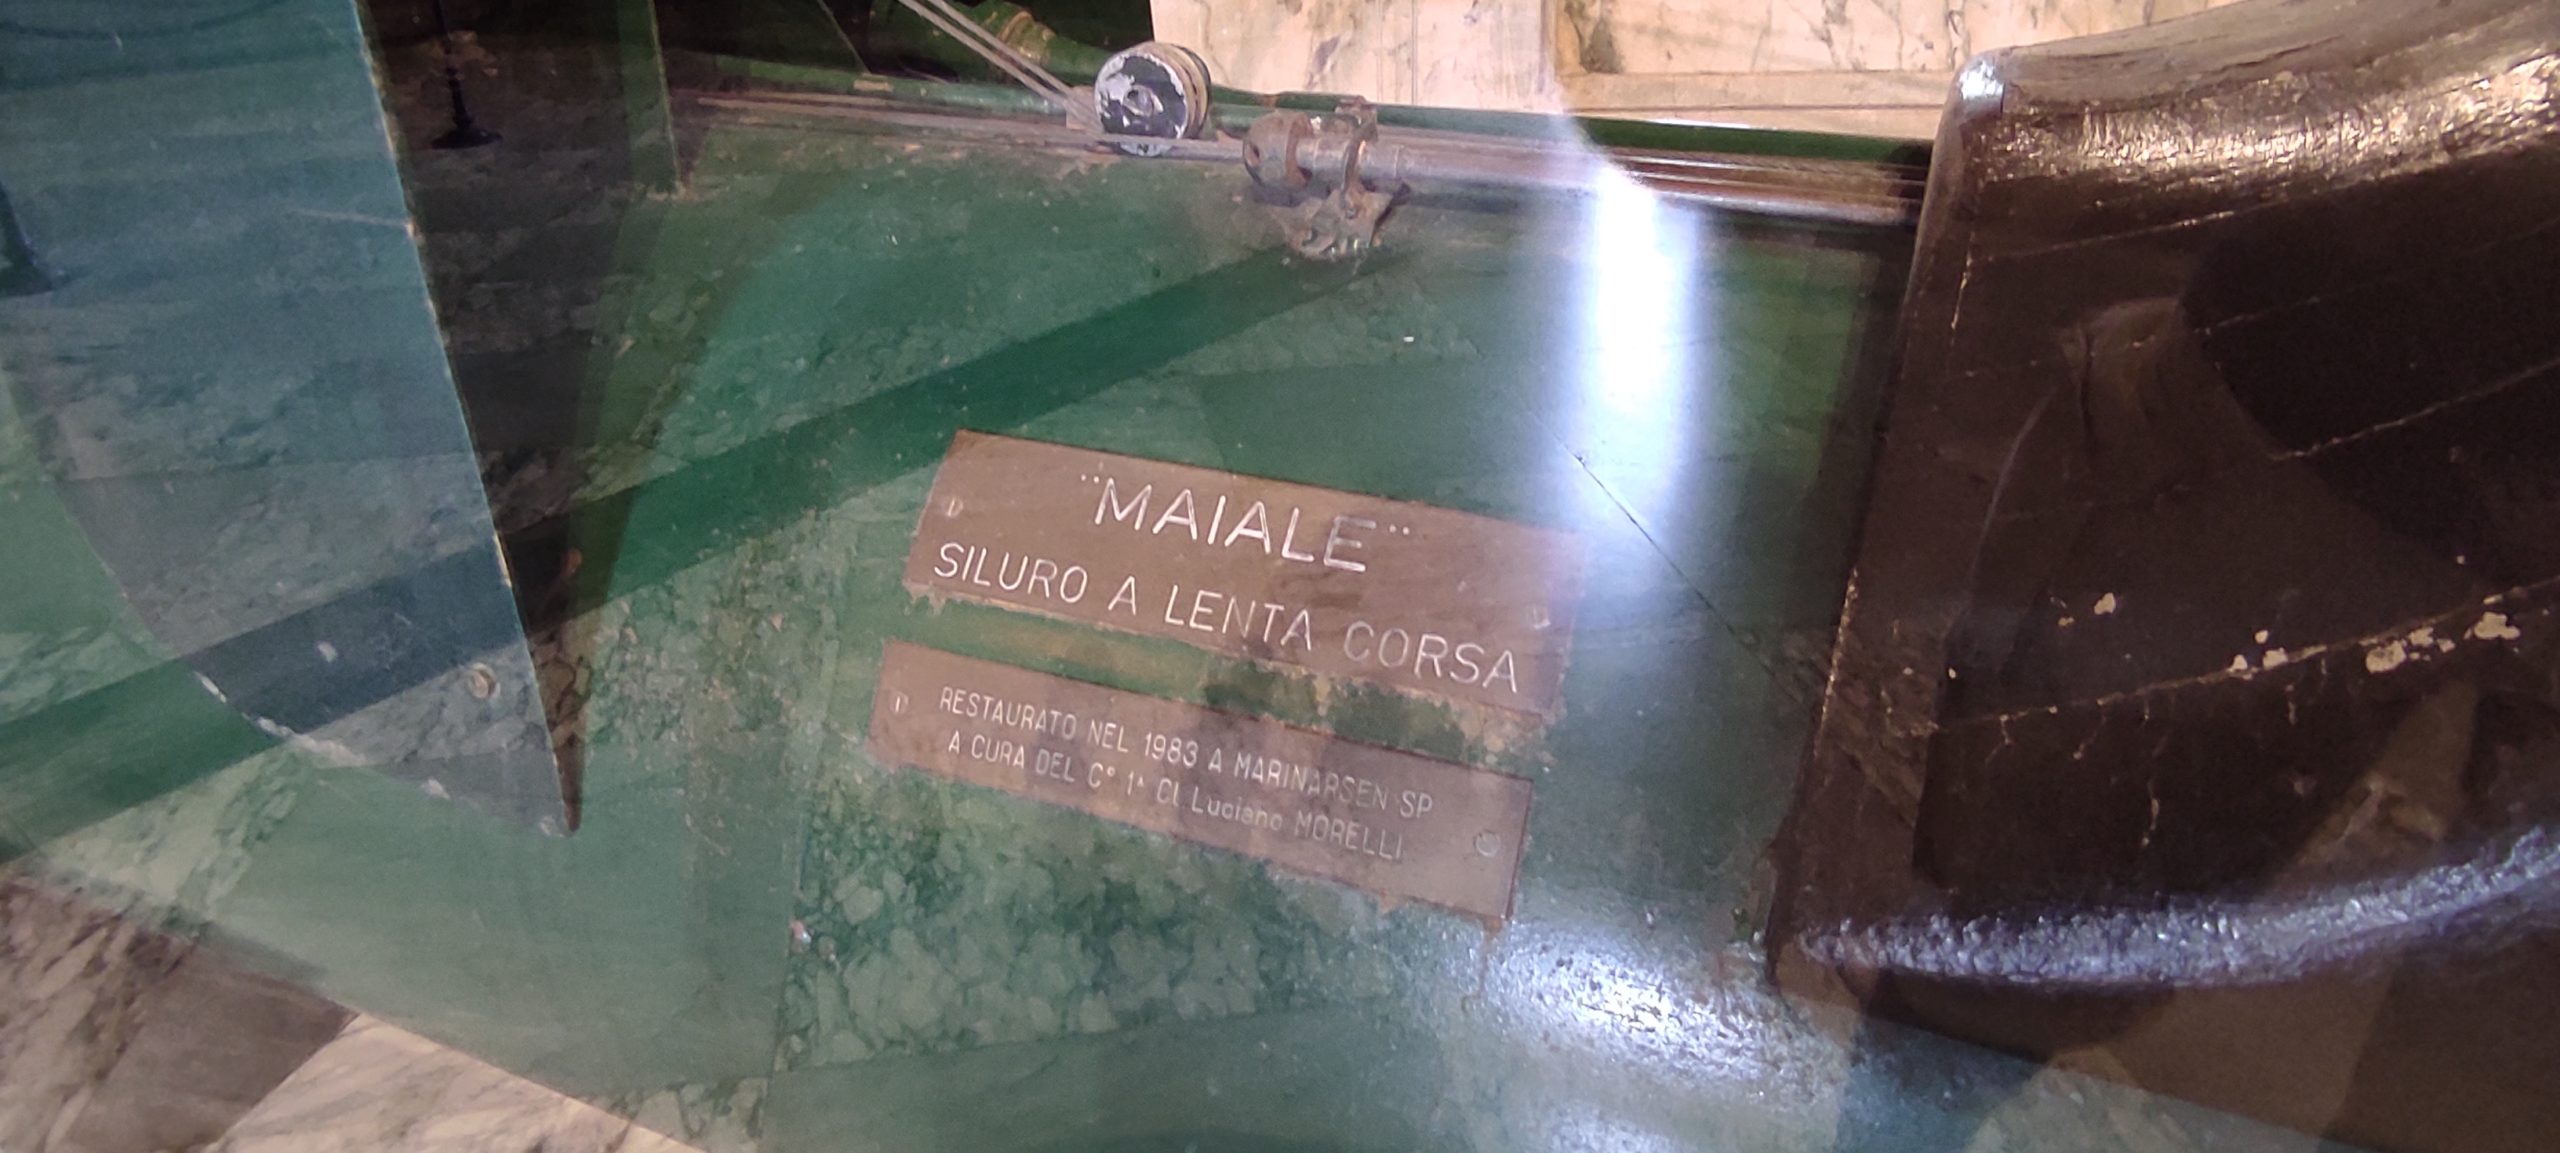 "MAIALE"
SILURO A LENTA CORSA
RESTAURATO NEL 1983 A MARINARSEN SP
A CURA DEL C° 1ª Cl Luciano MORELLI